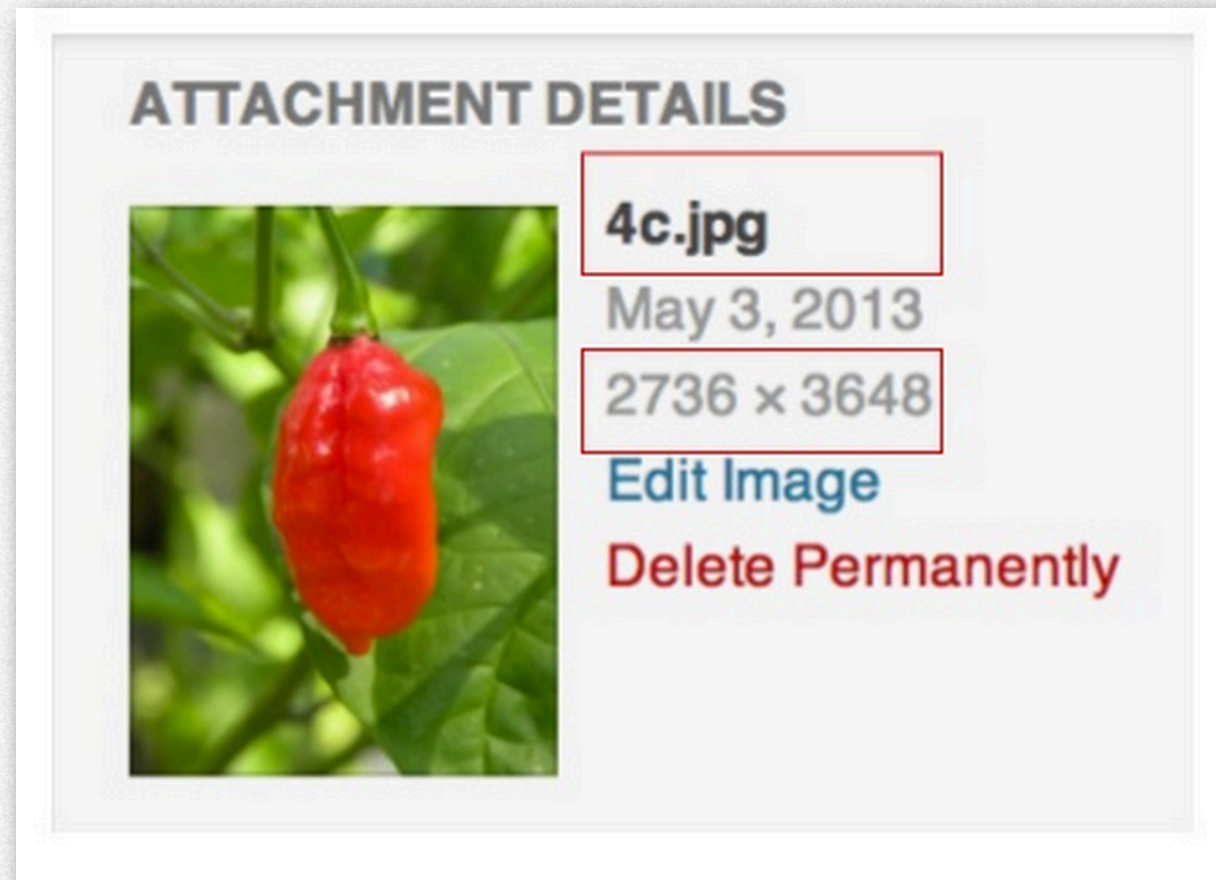 ATTACHMENT DETAILS
4c.jpg
May 3, 2013
2736 × 3648
Edit Image
Delete Permanently